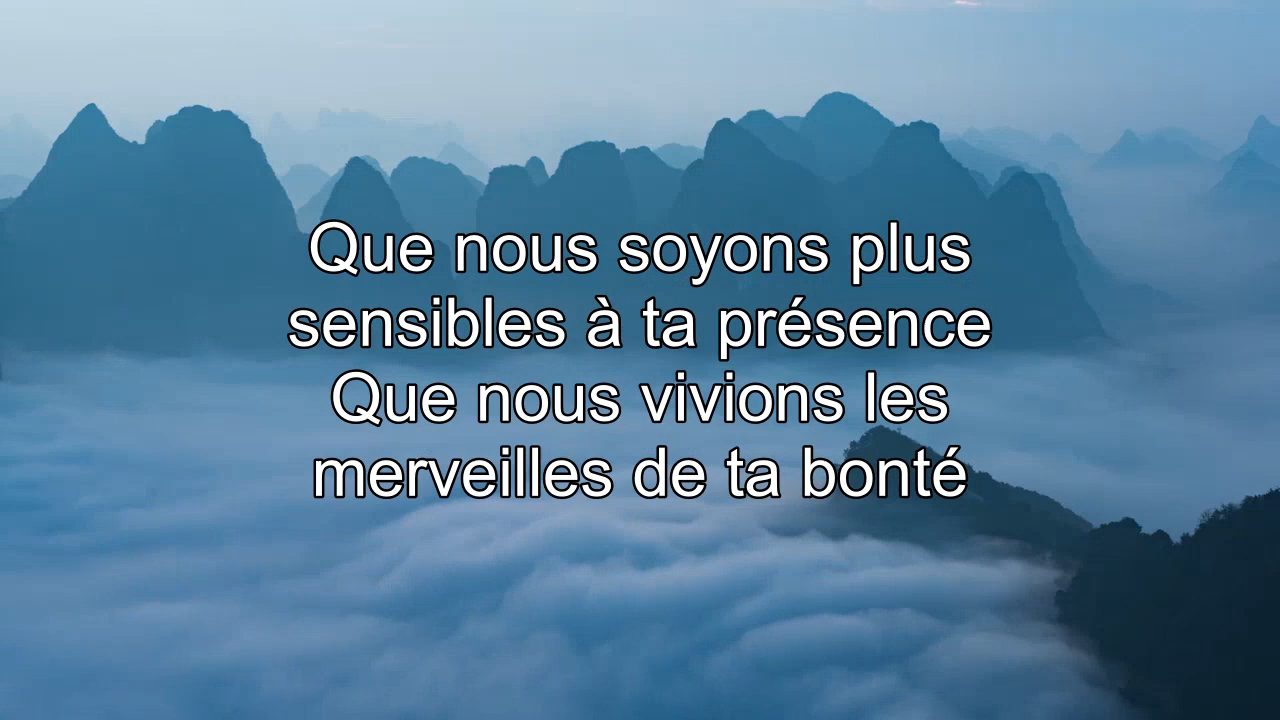 Que nous soyons plus
sensibles à ta présence
Que nous vivions les
merveilles de ta bonté